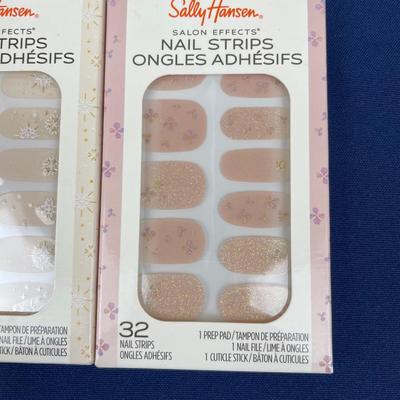 Hansen®
EFFECTS®
STRIPS
ADHÉSIFS
TAMPON DE PRÉPARATION
NAIL FILE / LIME À ONGLES
STICK / BÂTON À CUTICULES
Sally Hansen®
SALON EFFECTS®
NAIL STRIPS
ONGLES ADHÉSIFS
32
NAIL STRIPS
ONGLES ADHÉSIFS
1 PREP PAD / TAMPON DE PRÉPARATION
1 NAIL FILE / LIME À ONGLES
1 CUTICLE STICK / BÂTON À CUTICULES